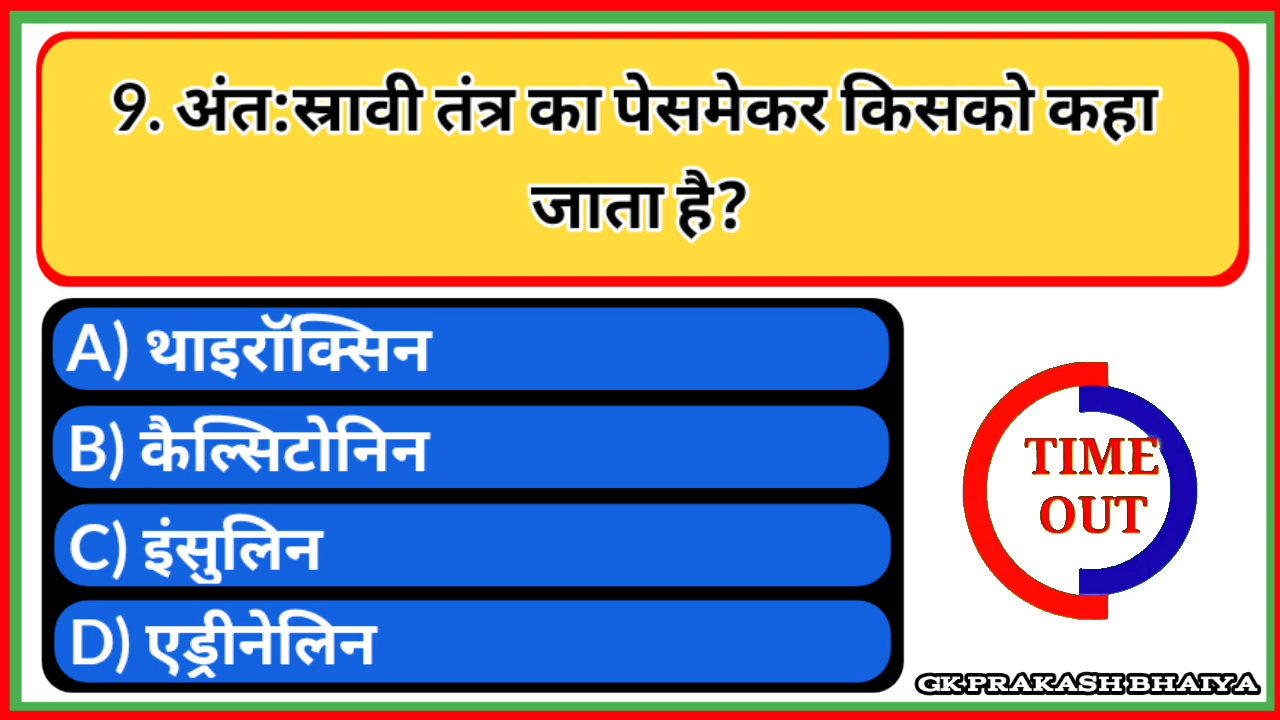 9. अंत:स्रावी तंत्र का पेसमेकर किसको कहा
जाता है?
A) थाइरॉक्सिन
B) कैल्सिटोनिन
C) इंसुलिन
D) एड्रीनेलिन
TIME
OUT
GK PRAKASH BHAIYA